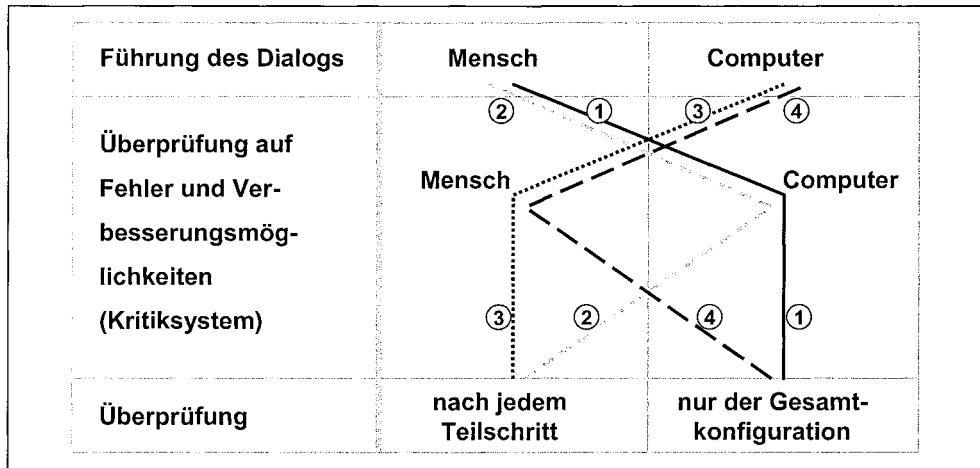 Führung des Dialogs Mensch Computer
② ① ③ ④
Überprüfung auf
Fehler und Ver-
besserungsmög-
lichkeiten
(Kritiksystem)
Mensch Computer
③ ② ④ ①
Überprüfung
nach jedem
Teilschritt
nur der Gesamt-
konfiguration